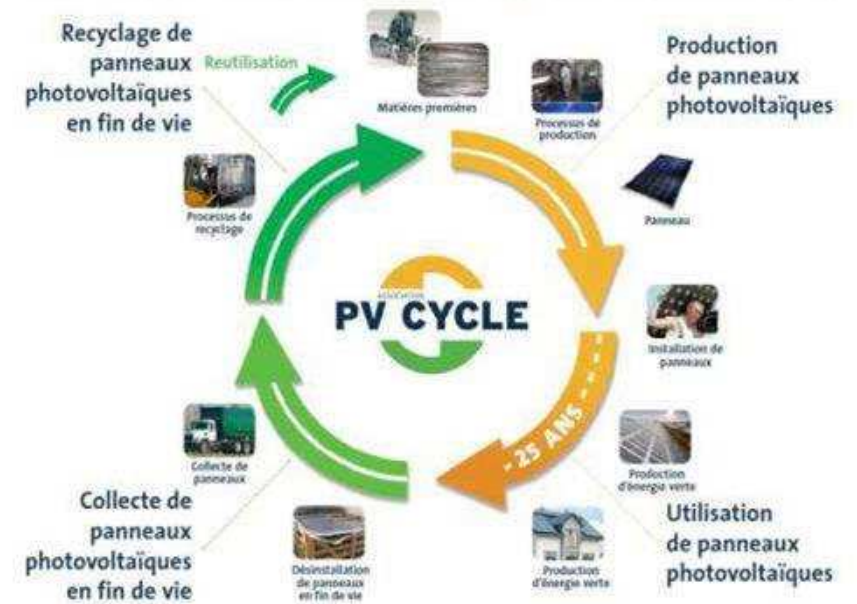 Recyclage de
panneaux
photovoltaïques
en fin de vie
Reutilisation
Matières premières
Processus de
production
Production
de panneaux
photovoltaïques
Panneau
Processus de
recyclage
ASSOCIATION
PV CYCLE
Installation de
panneaux
- 25 ANS -
Production
d'énergie verte
Collecte de
panneaux
Collecte de
panneaux
photovoltaïques
en fin de vie
Désinstallation
de panneaux
en fin de vie
Production
d'énergie verte
Utilisation
de panneaux
photovoltaïques